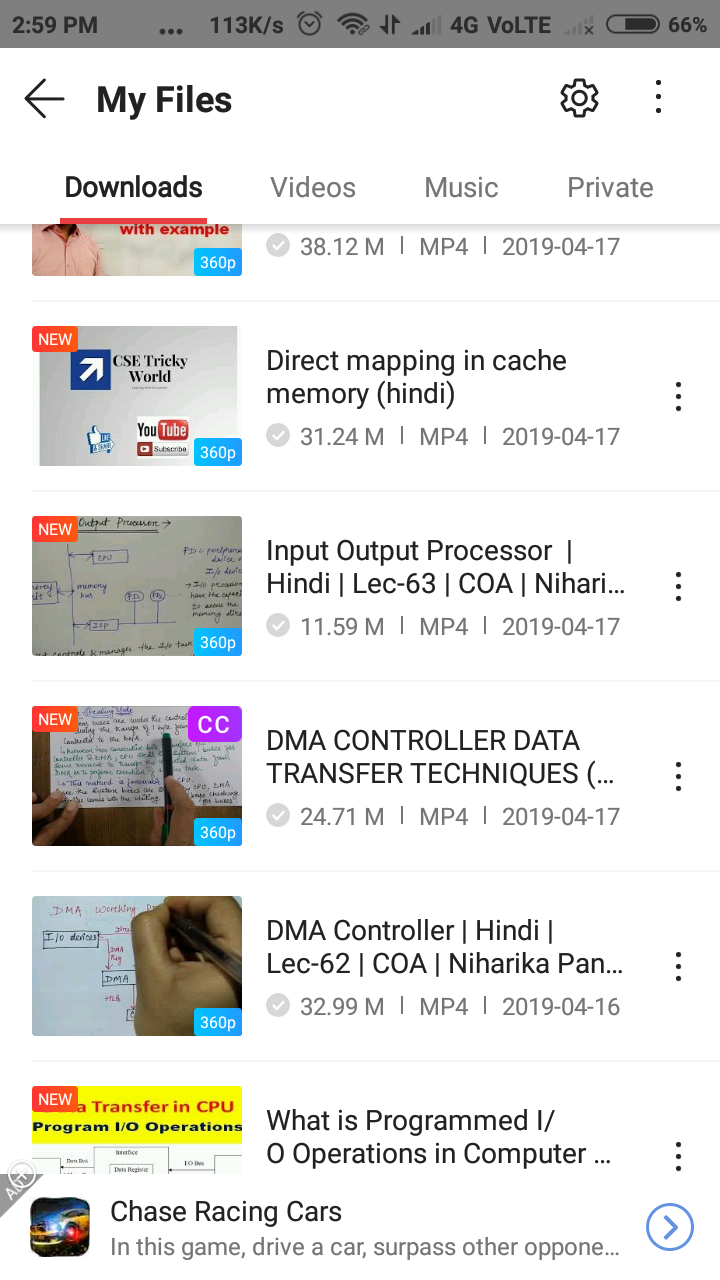 2:59 PM ... 113K/s 4G VoLTE 66%
My Files
Downloads Videos Music Private
with example
360p
38.12 M | MP4 | 2019-04-17
NEW
CSE Tricky
World
YouTube
Subscribe
360p
Direct mapping in cache
memory (hindi)
31.24 M | MP4 | 2019-04-17
NEW
Output Processor →
CPU
memory
bus
IOP
360p
Input Output Processor |
Hindi | Lec-63 | COA | Nihari...
11.59 M | MP4 | 2019-04-17
NEW
CC
360p
DMA CONTROLLER DATA
TRANSFER TECHNIQUES (...
24.71 M | MP4 | 2019-04-17
DMA Working
I/O devices
DMA
Req
DMA
360p
DMA Controller | Hindi |
Lec-62 | COA | Niharika Pan...
32.99 M | MP4 | 2019-04-16
NEW
a Transfer in CPU
Program I/O Operations
Interface
Data Bus
Data Register
I/O Bus
What is Programmed I/
O Operations in Computer ...
Chase Racing Cars
In this game, drive a car, surpass other oppone...